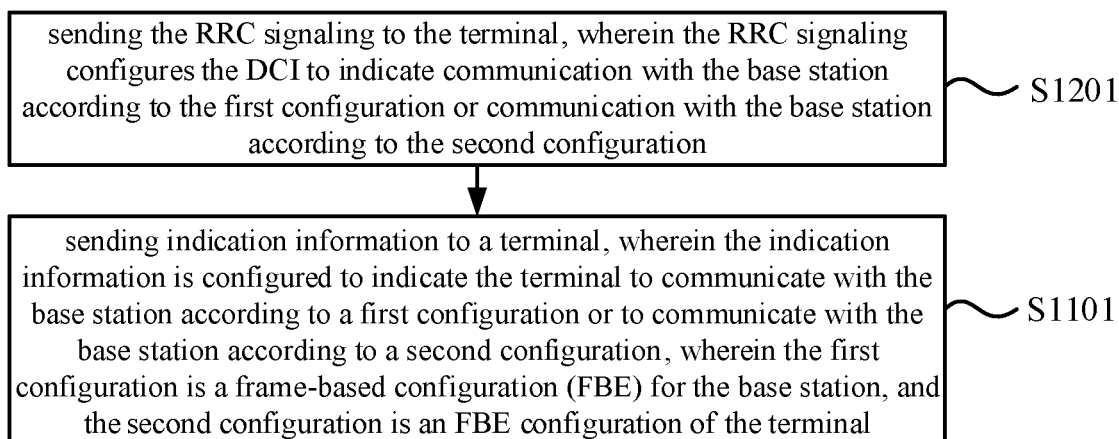 sending the RRC signaling to the terminal, wherein the RRC signaling
configures the DCI to indicate communication with the base station
according to the first configuration or communication with the base station
according to the second configuration
S1201
sending indication information to a terminal, wherein the indication
information is configured to indicate the terminal to communicate with the
base station according to a first configuration or to communicate with the
base station according to a second configuration, wherein the first
configuration is a frame-based configuration (FBE) for the base station, and
the second configuration is an FBE configuration of the terminal
S1101